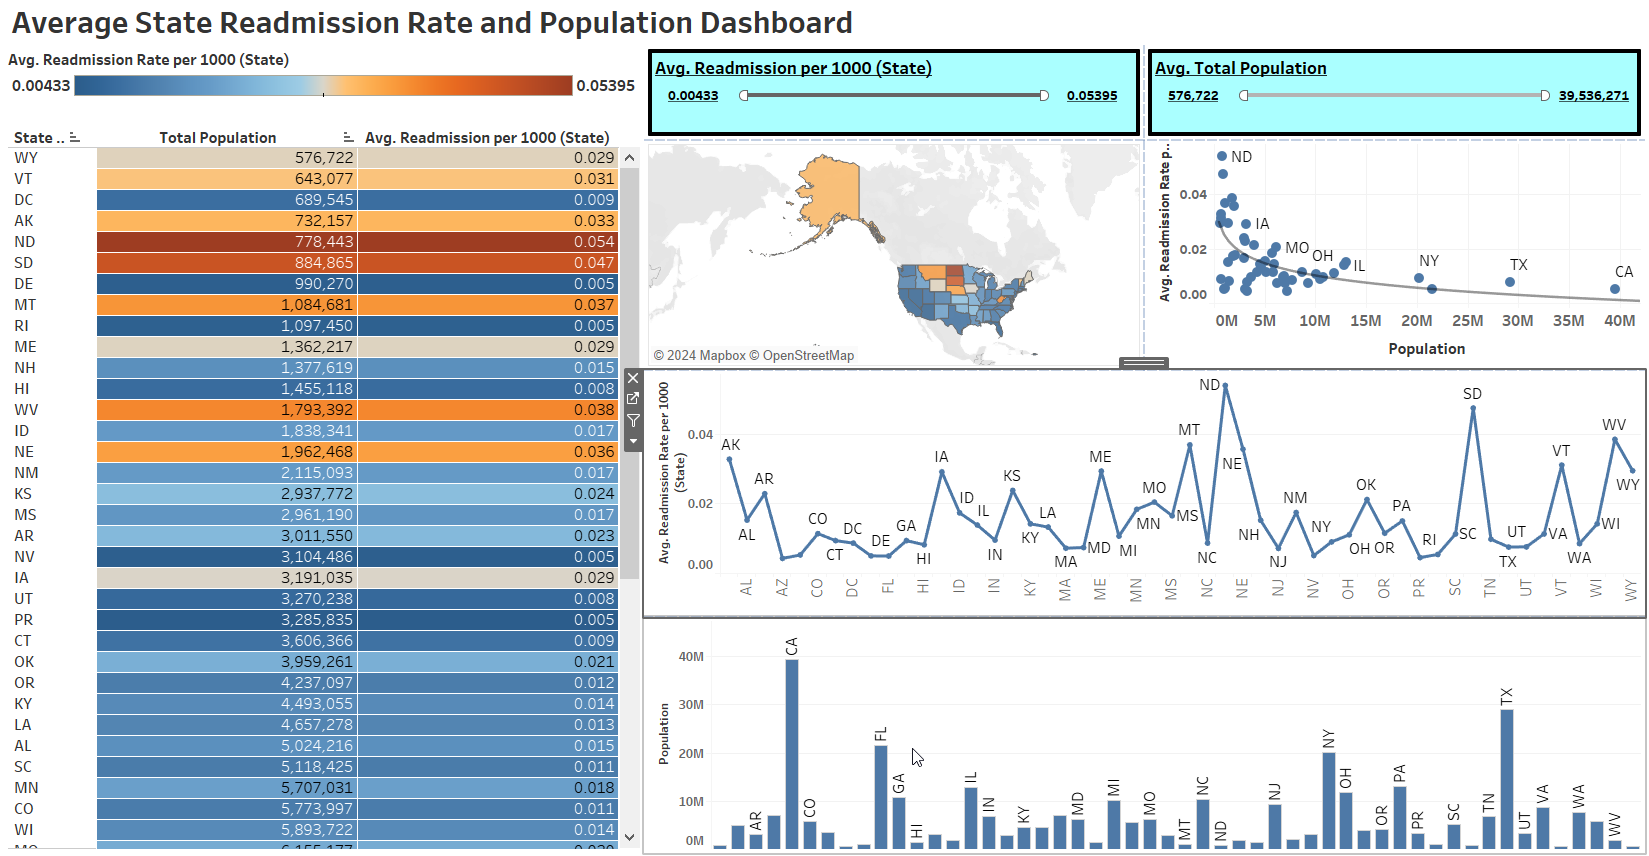 Average State Readmission Rate and Population Dashboard
Avg. Readmission Rate per 1000 (State)
0.00433 0.05395
Avg. Readmission per 1000 (State)
0.00433 0.05395
Avg. Total Population
576,722 39,536,271
State .. Total Population Avg. Readmission per 1000 (State)
WY 576,722 0.029
VT 643,077 0.031
DC 689,545 0.009
AK 732,157 0.033
ND 778,443 0.054
SD 884,865 0.047
DE 990,270 0.005
MT 1,084,681 0.037
RI 1,097,450 0.005
ME 1,362,217 0.029
NH 1,377,619 0.015
HI 1,455,118 0.008
WV 1,793,392 0.038
ID 1,838,341 0.017
NE 1,962,468 0.036
NM 2,115,093 0.017
KS 2,937,772 0.024
MS 2,961,190 0.017
AR 3,011,550 0.023
NV 3,104,486 0.005
IA 3,191,035 0.029
UT 3,270,238 0.008
PR 3,285,835 0.005
CT 3,606,366 0.009
OK 3,959,261 0.021
OR 4,237,097 0.012
KY 4,493,055 0.014
LA 4,657,278 0.013
AL 5,024,216 0.015
SC 5,118,425 0.011
MN 5,707,031 0.018
CO 5,773,997 0.011
WI 5,893,722 0.014
© 2024 Mapbox © OpenStreetMap
Avg. Readmission Rate p..
0.04
0.02
0.00
ND
IA
MO
OH
IL
NY
TX
CA
0M 5M 10M 15M 20M 25M 30M 35M 40M
Population
Avg. Readmission Rate per 1000
(State)
0.04
0.02
0.00
AK
AL
AR
CO
CT
DC
DE
GA
HI
IA
ID
IL
IN
KS
KY
LA
MA
MD
ME
MI
MN
MO
MS
MT
NC
ND
NE
NH
NJ
NM
NY
OH
OK
OR
PA
RI
SC
SD
TX
UT
VA
VT
WA
WI
WV
WY
AL AZ CO DC FL HI ID IN KY MA ME MN MS NC NE NJ NV OH OR PR SC TN UT VT WI WY
Population
40M
30M
20M
10M
0M
AR
CA
CO
FL
GA
HI
IL
IN
KY
MD
MI
MO
MT
NC
ND
NJ
NY
OH
OR
PA
PR
SC
TN
TX
UT
VA
WA
WV